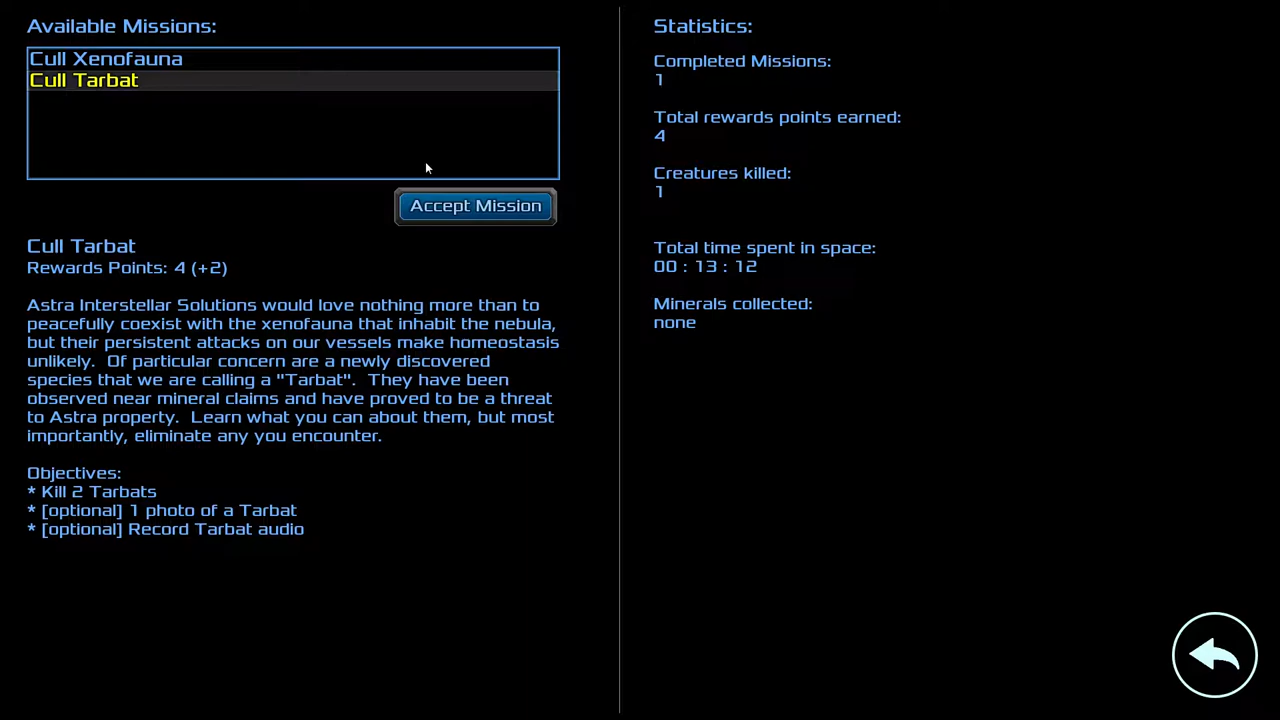 Available Missions:
Cull Xenofauna
Cull Tarbat
Accept Mission
Cull Tarbat
Rewards Points: 4 (+2)
Astra Interstellar Solutions would love nothing more than to
peacefully coexist with the xenofauna that inhabit the nebula,
but their persistent attacks on our vessels make homeostasis
unlikely.  Of particular concern are a newly discovered
species that we are calling a "Tarbat".  They have been
observed near mineral claims and have proved to be a threat
to Astra property.  Learn what you can about them, but most
importantly, eliminate any you encounter.
Objectives:
* Kill 2 Tarbats
* [optional] 1 photo of a Tarbat
* [optional] Record Tarbat audio
Statistics:
Completed Missions:
1
Total rewards points earned:
4
Creatures killed:
1
Total time spent in space:
00 : 13 : 12
Minerals collected:
none